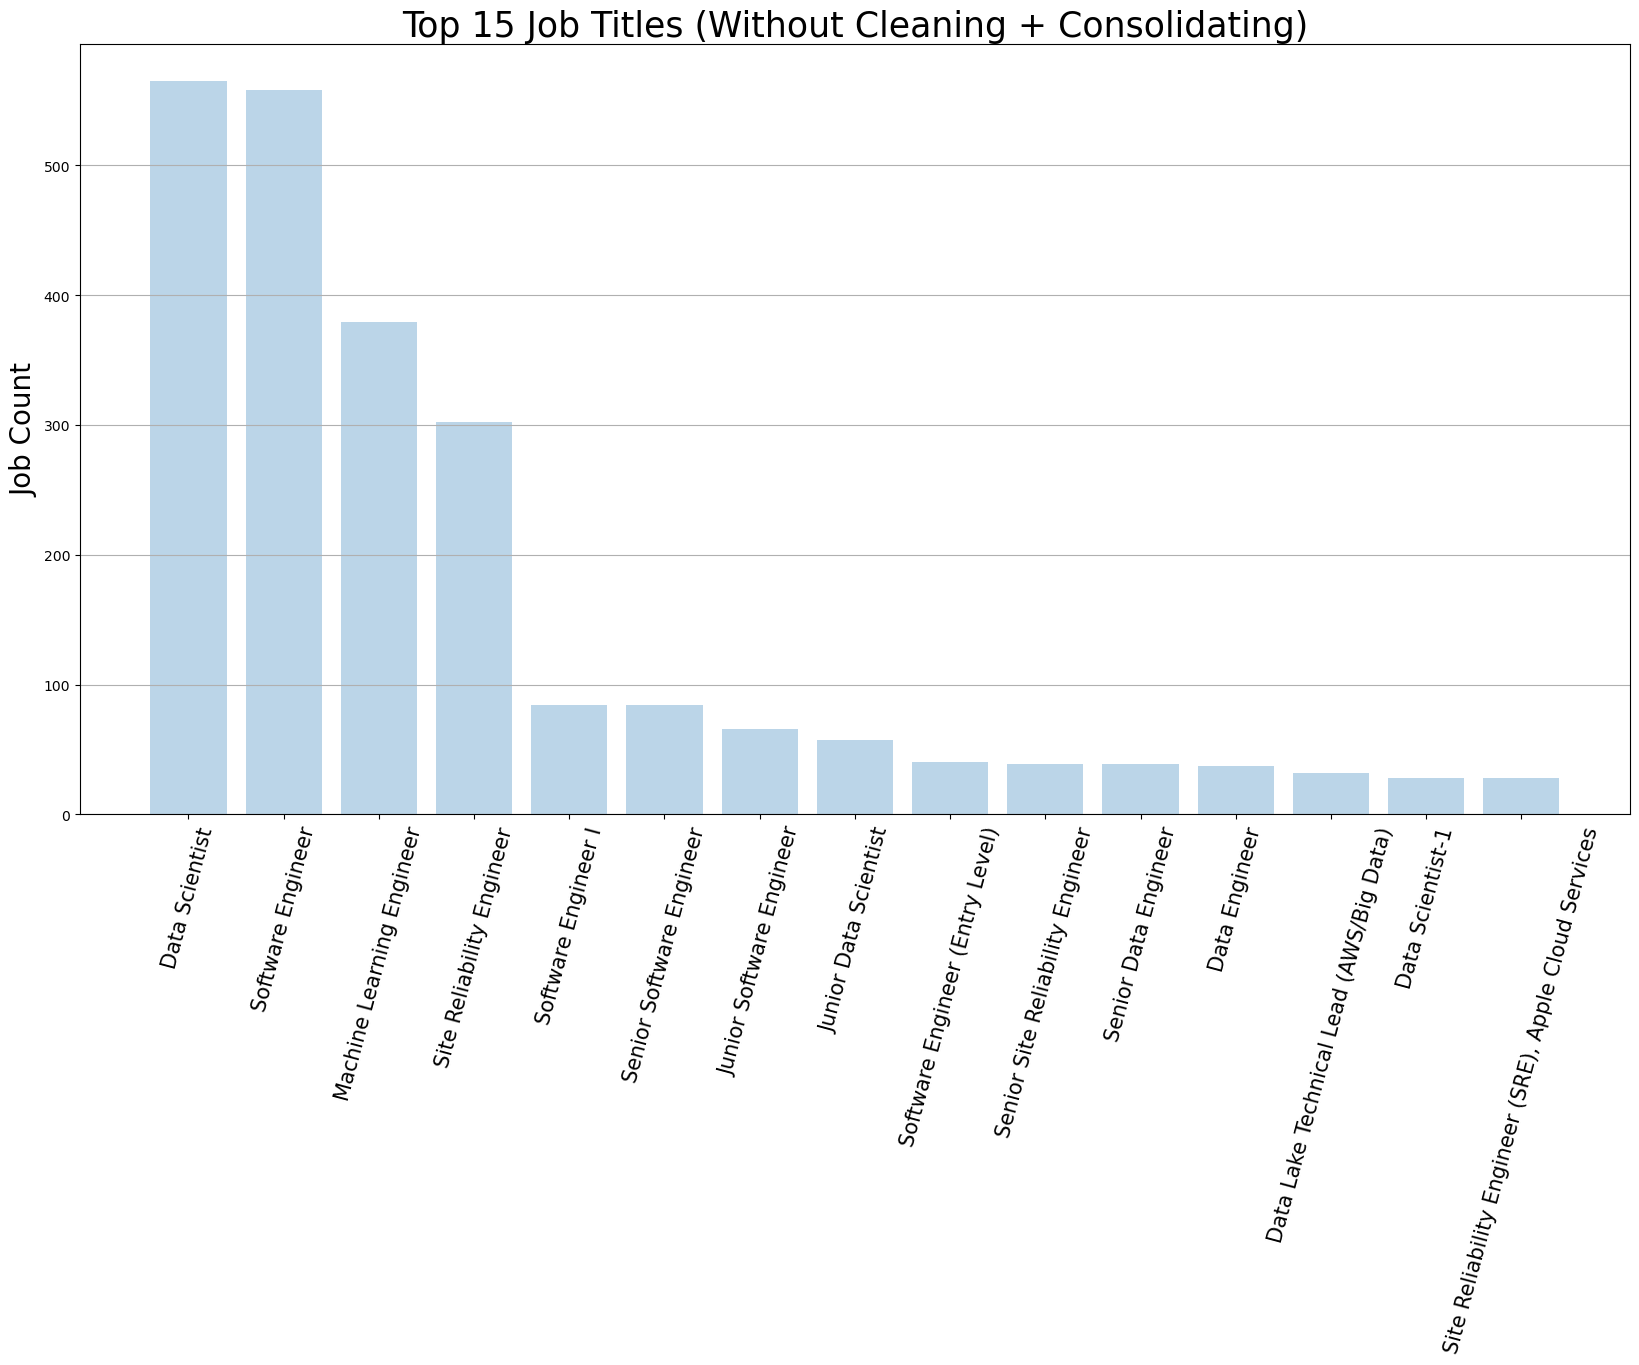 Top 15 Job Titles (Without Cleaning + Consolidating)
Job Count
500
400
300
200
100
0
Data Scientist
Software Engineer
Machine Learning Engineer
Site Reliability Engineer
Software Engineer I
Senior Software Engineer
Junior Software Engineer
Junior Data Scientist
Software Engineer (Entry Level)
Senior Site Reliability Engineer
Senior Data Engineer
Data Engineer
Data Lake Technical Lead (AWS/Big Data)
Data Scientist-1
Site Reliability Engineer (SRE), Apple Cloud Services